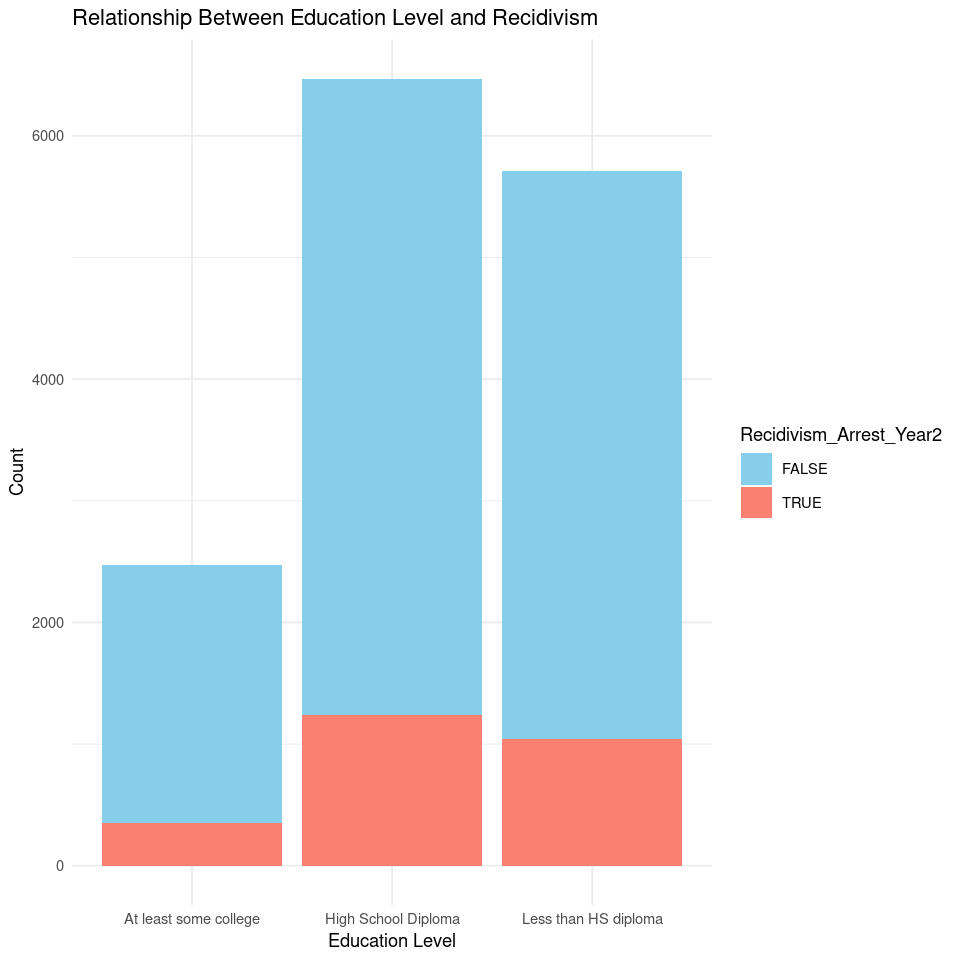 Relationship Between Education Level and Recidivism
6000
4000
2000
0
Count
At least some college
High School Diploma
Less than HS diploma
Education Level
Recidivism_Arrest_Year2
FALSE
TRUE